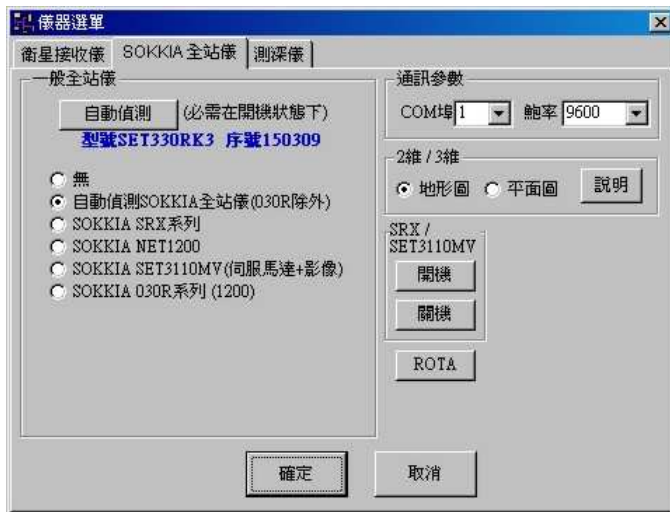 儀器選單
衛星接收儀 SOKKIA 全站儀 測深儀
一般全站儀
自動偵測 (必需在開機狀態下)
型號SET330RK3 序號150309
無
自動偵測SOKKIA全站儀(030R除外)
SOKKIA SRX系列
SOKKIA NET1200
SOKKIA SET3110MV(伺服馬達+影像)
SOKKIA 030R系列 (1200)
通訊參數
COM埠 1 鮑率 9600
2維 / 3維
地形圖 平面圖 說明
SRX /
SET3110MV
開機
關機
ROTA
確定 取消